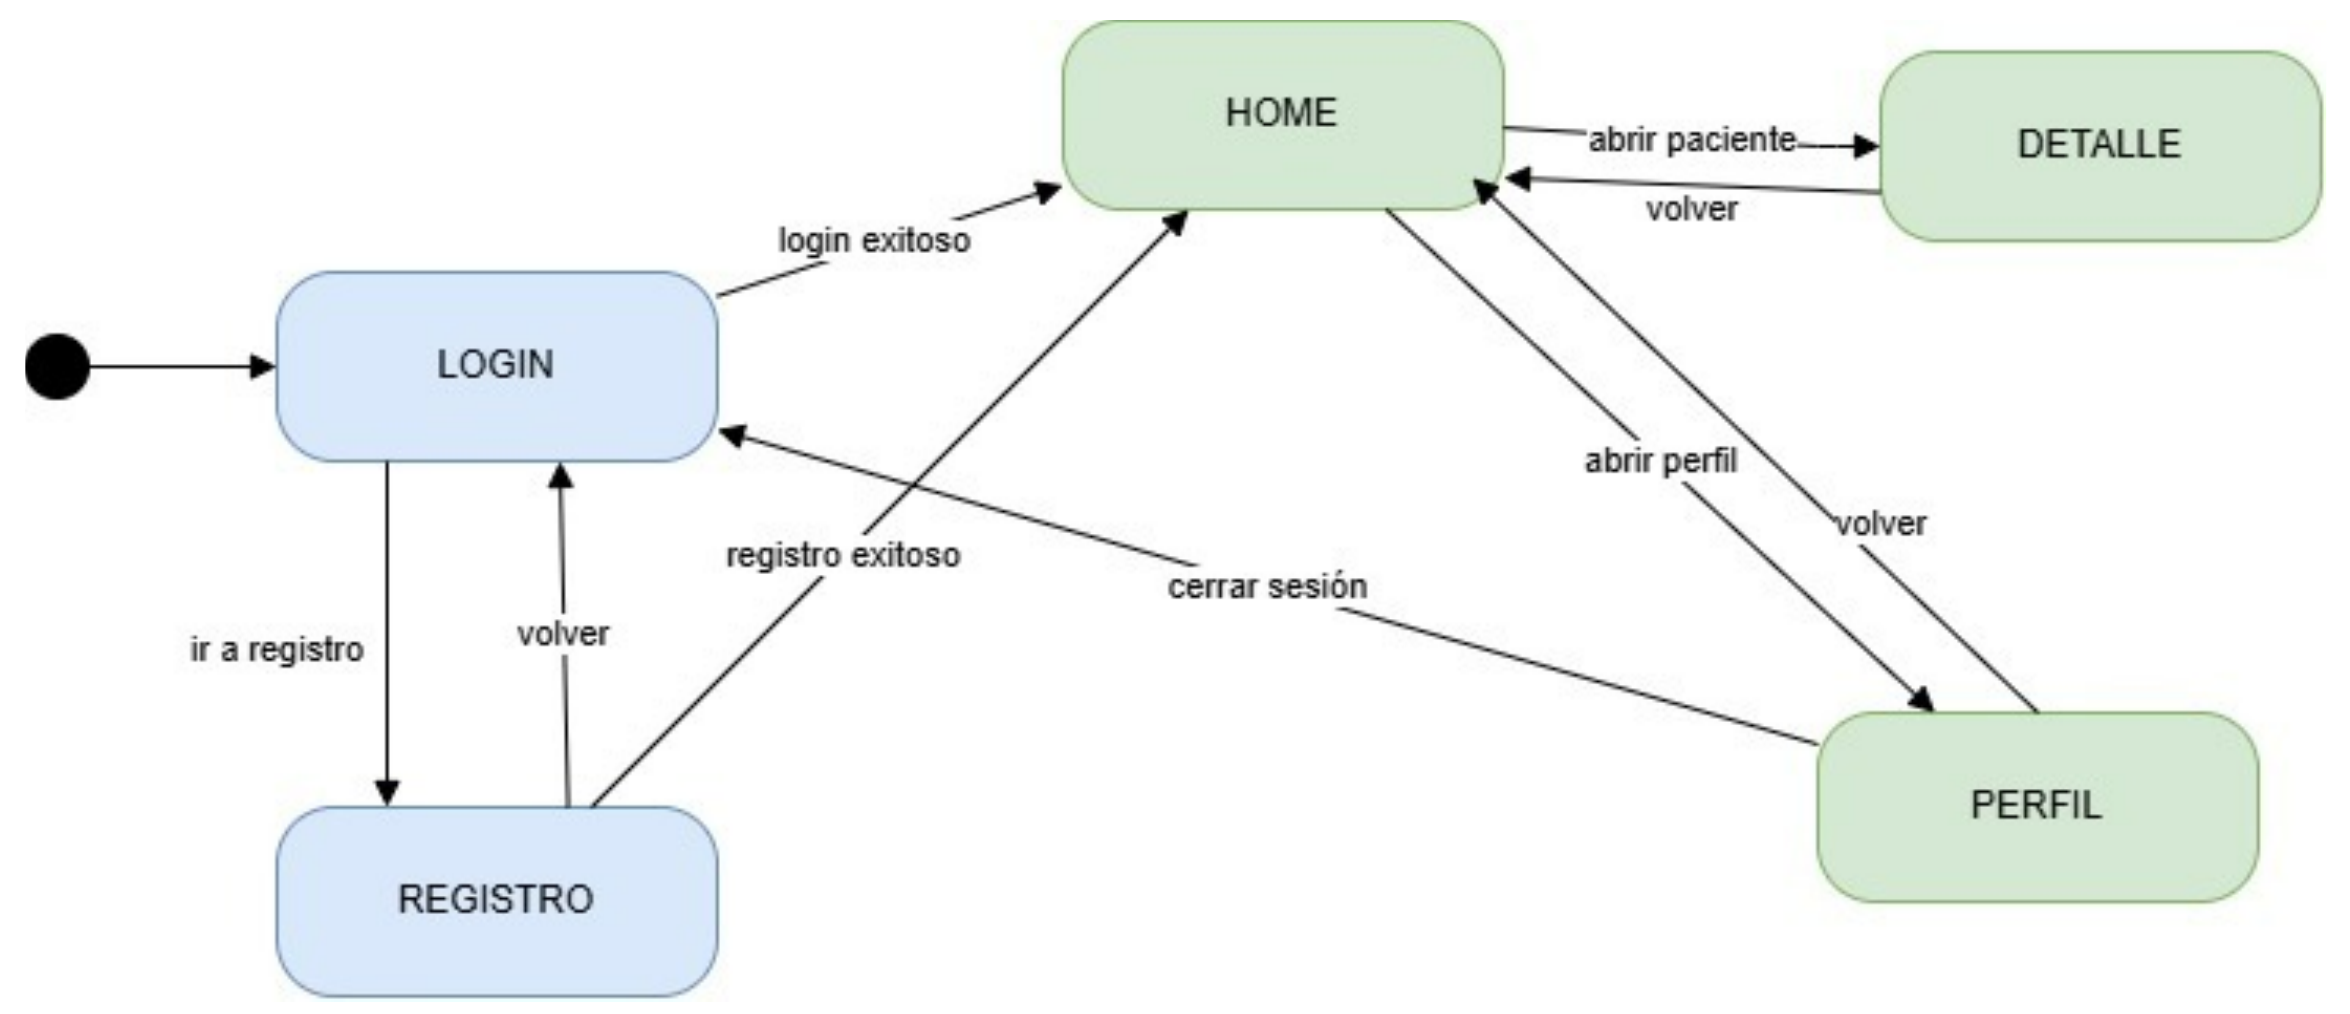 HOME
abrir paciente
DETALLE
volver
login exitoso
LOGIN
abrir perfil
volver
registro exitoso
cerrar sesión
volver
ir a registro
PERFIL
REGISTRO